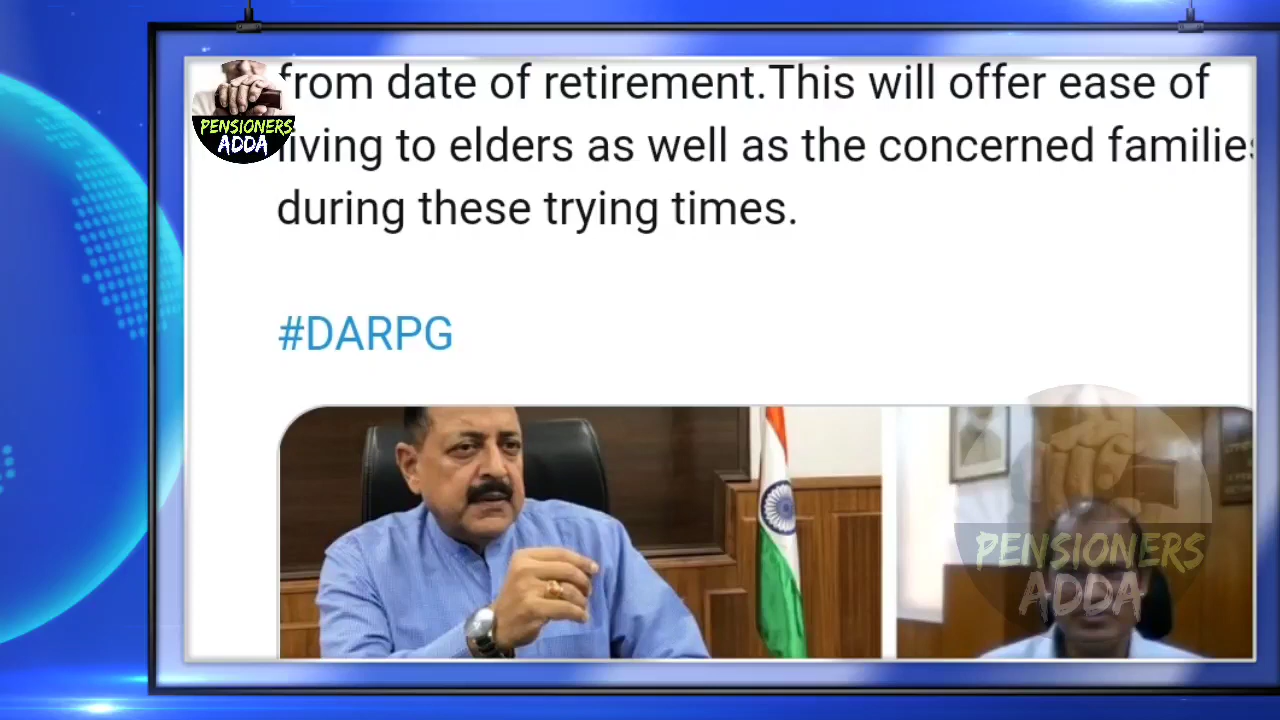 from date of retirement.This will offer ease of
living to elders as well as the concerned families
during these trying times.
#DARPG
PENSIONERS
ADDA
PENSIONERS
ADDA